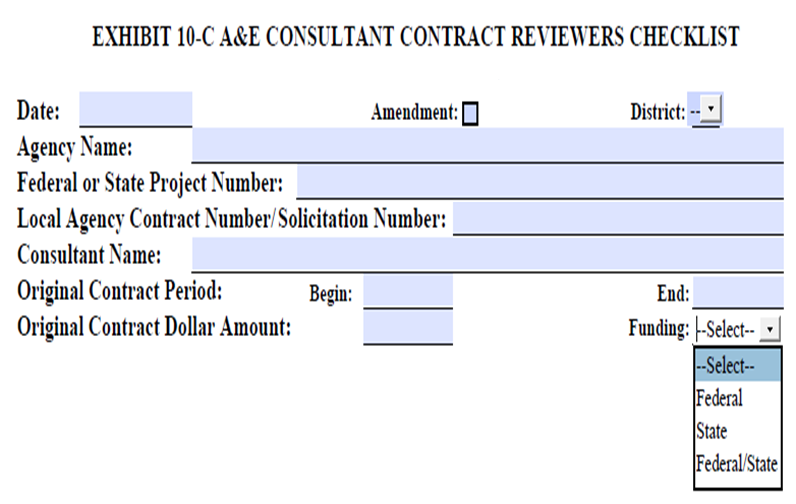 EXHIBIT 10-C A&E CONSULTANT CONTRACT REVIEWERS CHECKLIST
Date: Amendment: District: --
Agency Name:
Federal or State Project Number:
Local Agency Contract Number/Solicitation Number:
Consultant Name:
Original Contract Period: Begin: End:
Original Contract Dollar Amount: Funding: --Select--
--Select--
Federal
State
Federal/State